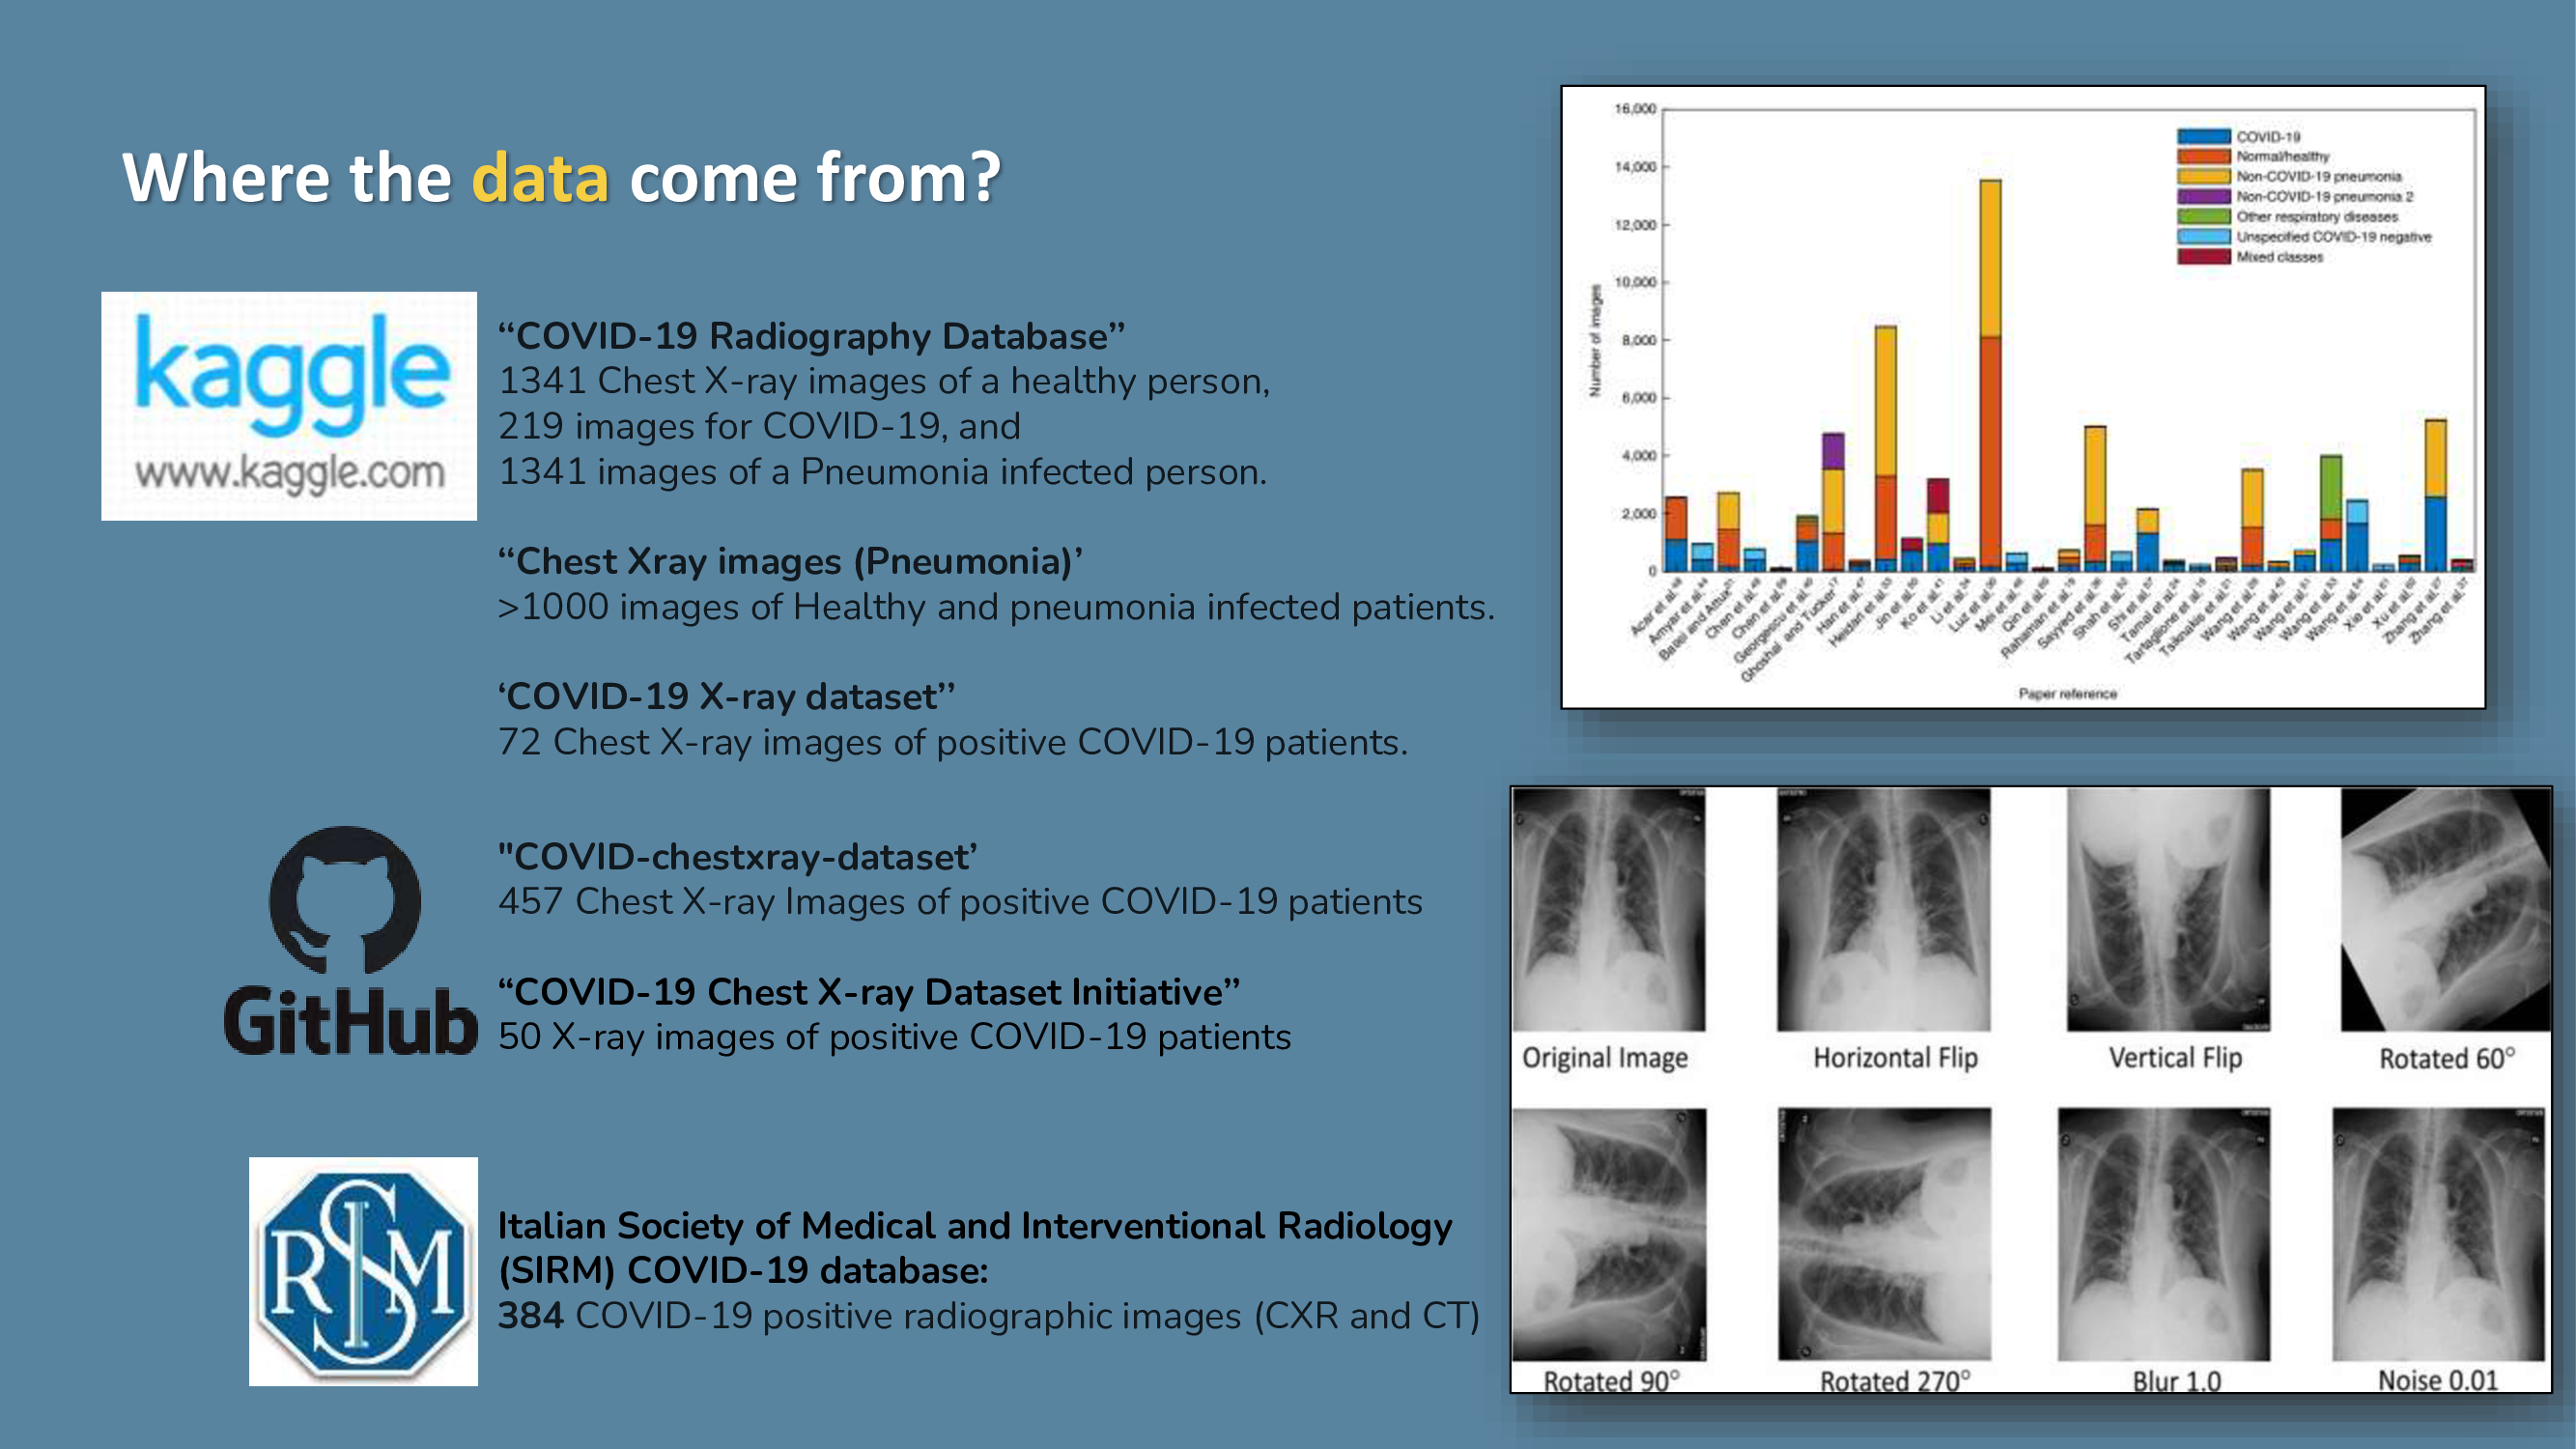 Where the data come from?
kaggle
www.kaggle.com
“COVID-19 Radiography Database”
1341 Chest X-ray images of a healthy person,
219 images for COVID-19, and
1341 images of a Pneumonia infected person.
“Chest Xray images (Pneumonia)’
>1000 images of Healthy and pneumonia infected patients.
‘COVID-19 X-ray dataset”
72 Chest X-ray images of positive COVID-19 patients.
GitHub
"COVID-chestxray-dataset’
457 Chest X-ray Images of positive COVID-19 patients
“COVID-19 Chest X-ray Dataset Initiative”
50 X-ray images of positive COVID-19 patients
RSIM
Italian Society of Medical and Interventional Radiology
(SIRM) COVID-19 database:
384 COVID-19 positive radiographic images (CXR and CT)
16,000
14,000
12,000
10,000
8,000
6,000
4,000
2,000
0
Number of images
COVID-19
Normal/healthy
Non-COVID-19 pneumonia
Non-COVID-19 pneumonia 2
Other respiratory diseases
Unspecified COVID-19 negative
Mixed classes
Acar et al.
Amyar et al.
Bassi and Attux
Chen et al.
Chen et al.
Georgescu et al.
Ghoshal and Tucker
Han et al.
Heidari et al.
Jin et al.
Ko et al.
Li et al.
Luz et al.
Mei et al.
Qin et al.
Rahaman et al.
Sayyed et al.
Shah et al.
Shi et al.
Tamal et al.
Tartaglione et al.
Tsiknakis et al.
Wang et al.
Wang et al.
Wang et al.
Wang et al.
Wang et al.
Xie et al.
Xu et al.
Zhang et al.
Zhang et al.
Paper reference
Original Image
Horizontal Flip
Vertical Flip
Rotated 60°
Rotated 90°
Rotated 270°
Blur 1.0
Noise 0.01